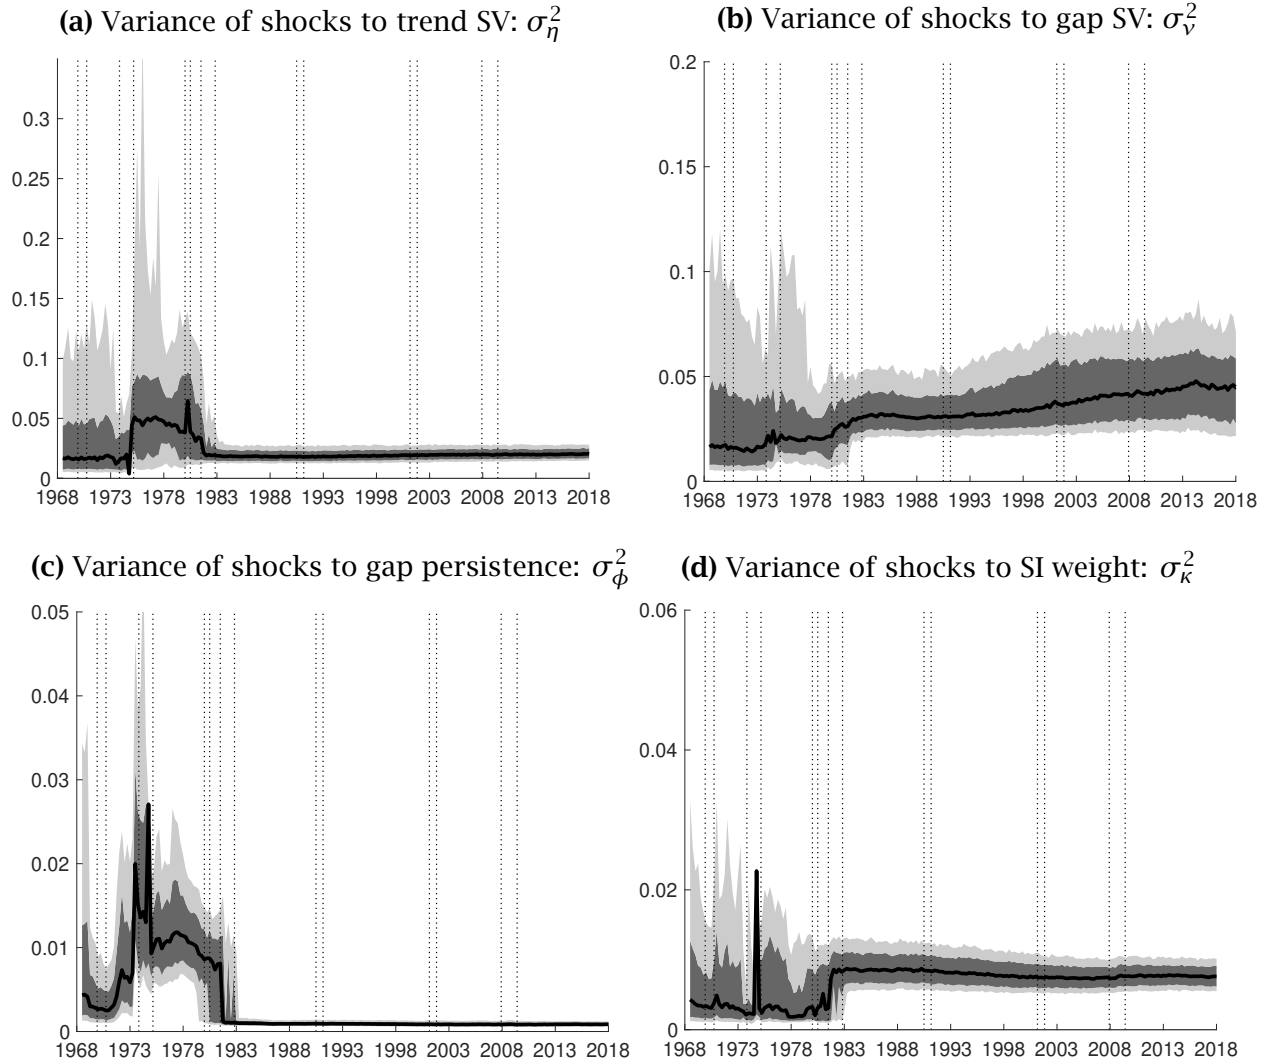 (a) Variance of shocks to trend SV: σ²_η
0.3
0.25
0.2
0.15
0.1
0.05
0
1968 1973 1978 1983 1988 1993 1998 2003 2008 2013 2018
(b) Variance of shocks to gap SV: σ²_ν
0.2
0.15
0.1
0.05
0
1968 1973 1978 1983 1988 1993 1998 2003 2008 2013 2018
(c) Variance of shocks to gap persistence: σ²_ϕ
0.05
0.04
0.03
0.02
0.01
0
1968 1973 1978 1983 1988 1993 1998 2003 2008 2013 2018
(d) Variance of shocks to SI weight: σ²_κ
0.06
0.04
0.02
0
1968 1973 1978 1983 1988 1993 1998 2003 2008 2013 2018